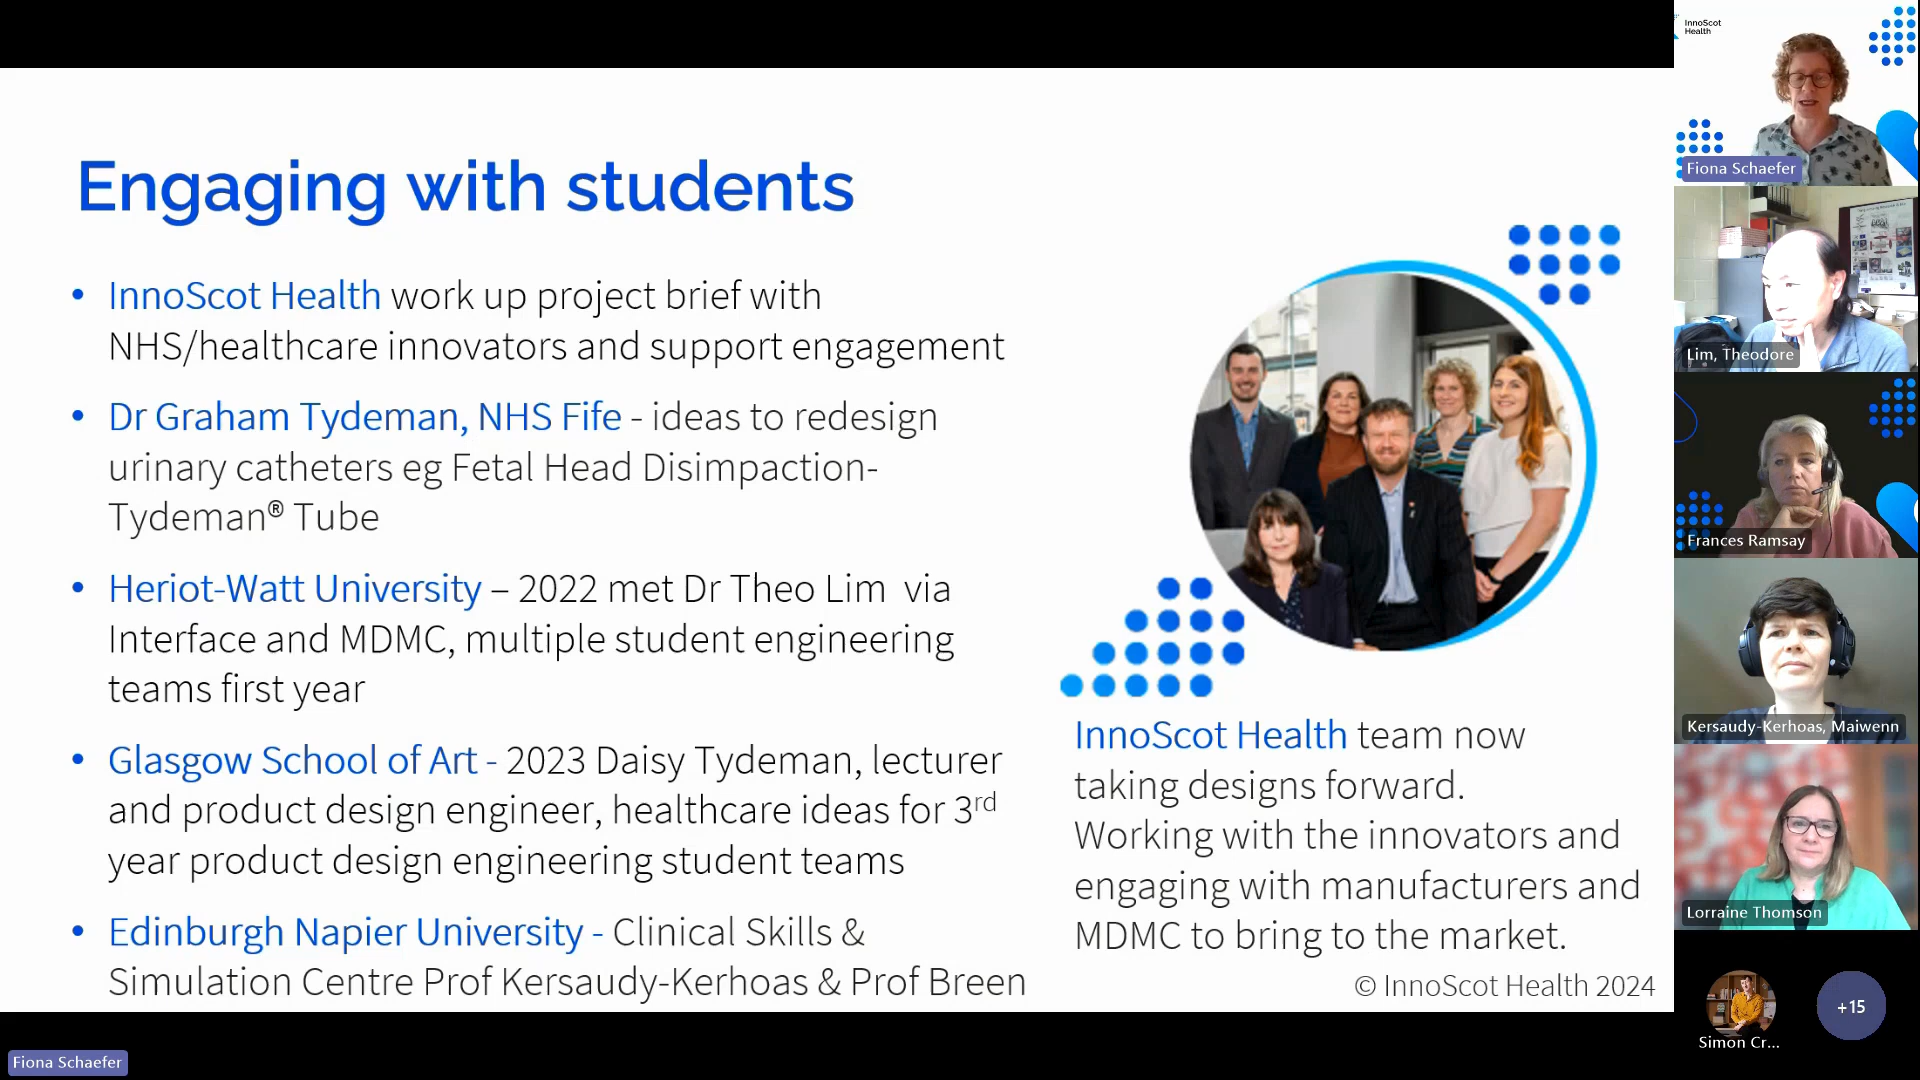 Engaging with students
• InnoScot Health work up project brief with
NHS/healthcare innovators and support engagement
• Dr Graham Tydeman, NHS Fife - ideas to redesign
urinary catheters eg Fetal Head Disimpaction-
Tydeman® Tube
• Heriot-Watt University – 2022 met Dr Theo Lim via
Interface and MDMC, multiple student engineering
teams first year
• Glasgow School of Art - 2023 Daisy Tydeman, lecturer
and product design engineer, healthcare ideas for 3rd
year product design engineering student teams
• Edinburgh Napier University - Clinical Skills &
Simulation Centre Prof Kersaudy-Kerhoas & Prof Breen
InnoScot Health team now
taking designs forward.
Working with the innovators and
engaging with manufacturers and
MDMC to bring to the market.
© InnoScot Health 2024
InnoScot
Health
Fiona Schaefer
Lim, Theodore
Frances Ramsay
Kersaudy-Kerhoas, Maiwenn
Lorraine Thomson
Simon Cr...
+15
Fiona Schaefer